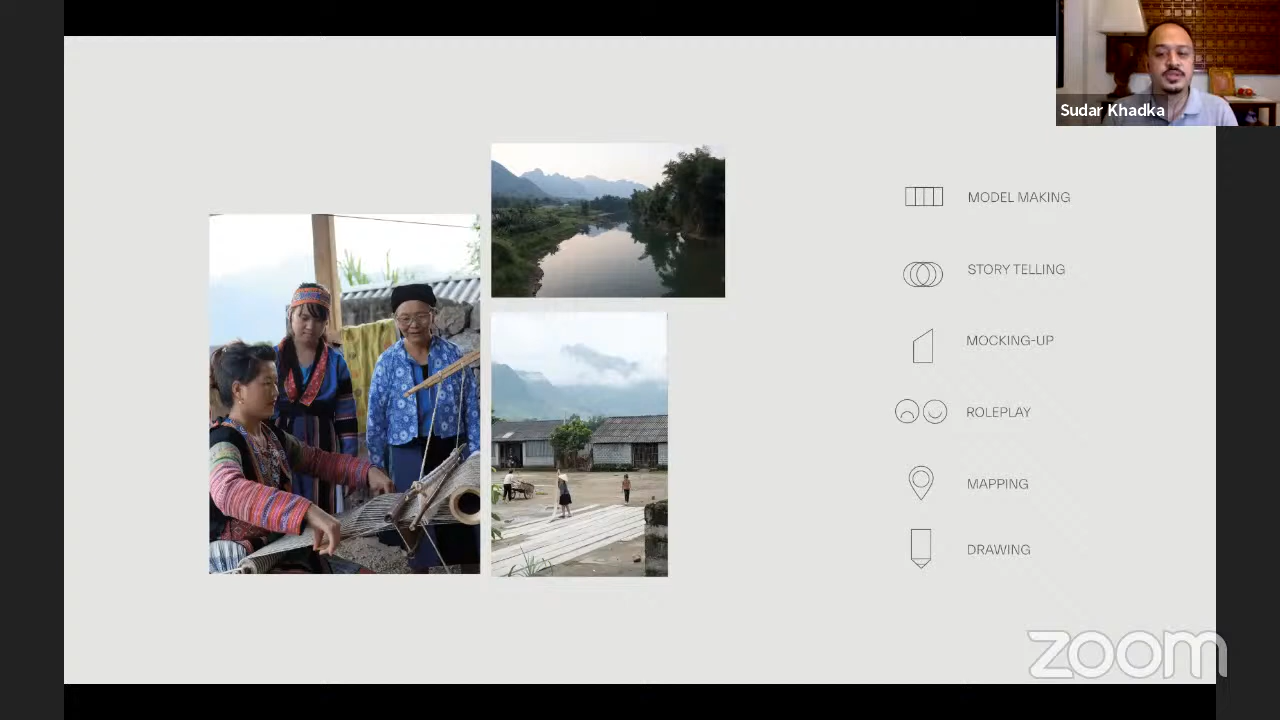 Sudar Khadka
MODEL MAKING
STORY TELLING
MOCKING-UP
ROLEPLAY
MAPPING
DRAWING
zoom